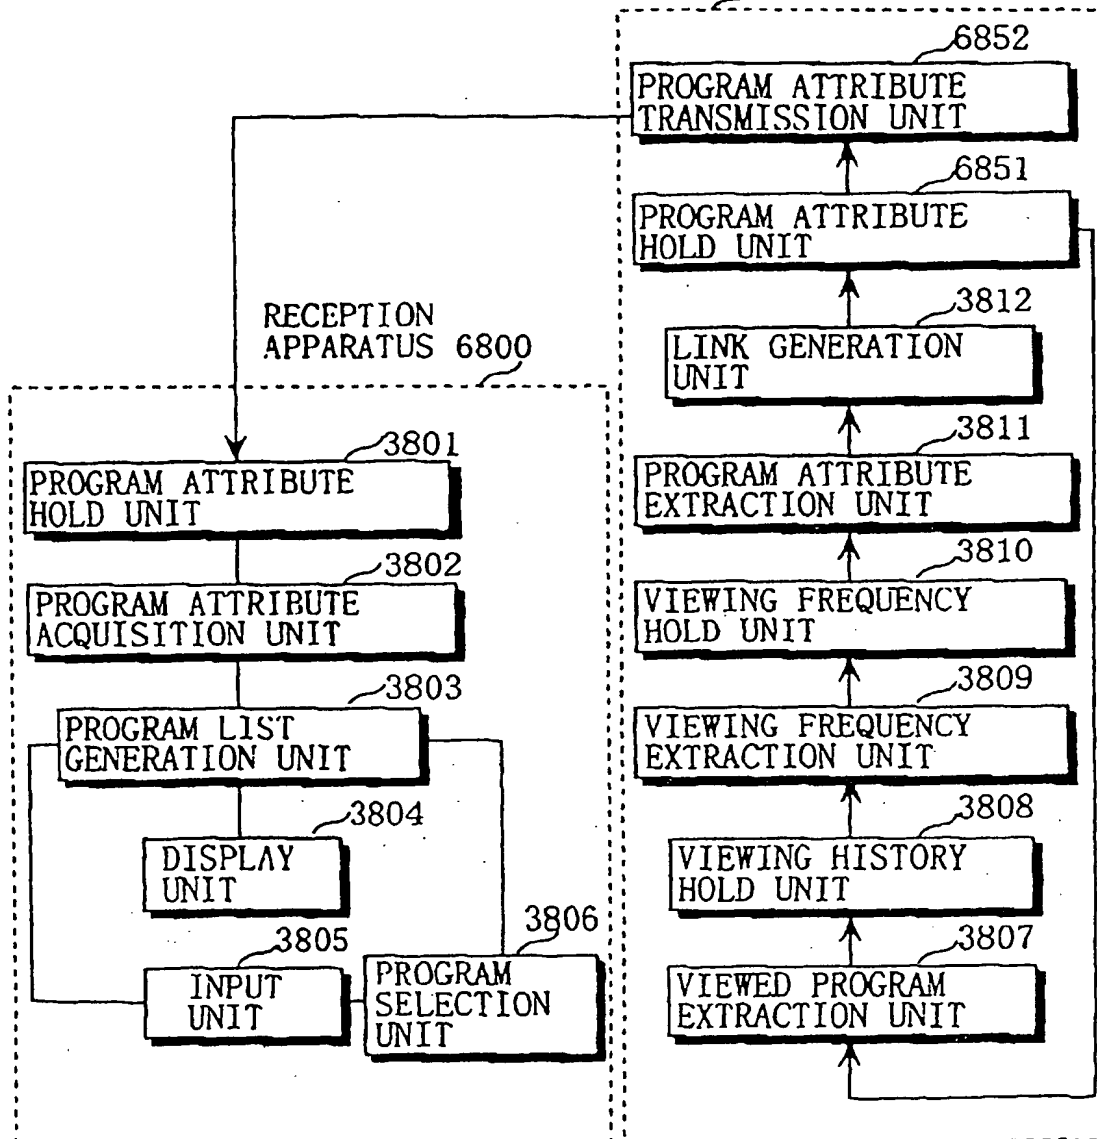 6852
PROGRAM ATTRIBUTE
TRANSMISSION UNIT
6851
PROGRAM ATTRIBUTE
HOLD UNIT
3812
LINK GENERATION
UNIT
3811
PROGRAM ATTRIBUTE
EXTRACTION UNIT
3810
VIEWING FREQUENCY
HOLD UNIT
3809
VIEWING FREQUENCY
EXTRACTION UNIT
3808
VIEWING HISTORY
HOLD UNIT
3807
VIEWED PROGRAM
EXTRACTION UNIT
RECEPTION
APPARATUS 6800
3801
PROGRAM ATTRIBUTE
HOLD UNIT
3802
PROGRAM ATTRIBUTE
ACQUISITION UNIT
3803
PROGRAM LIST
GENERATION UNIT
3804
DISPLAY
UNIT
3805
INPUT
UNIT
3806
PROGRAM
SELECTION
UNIT